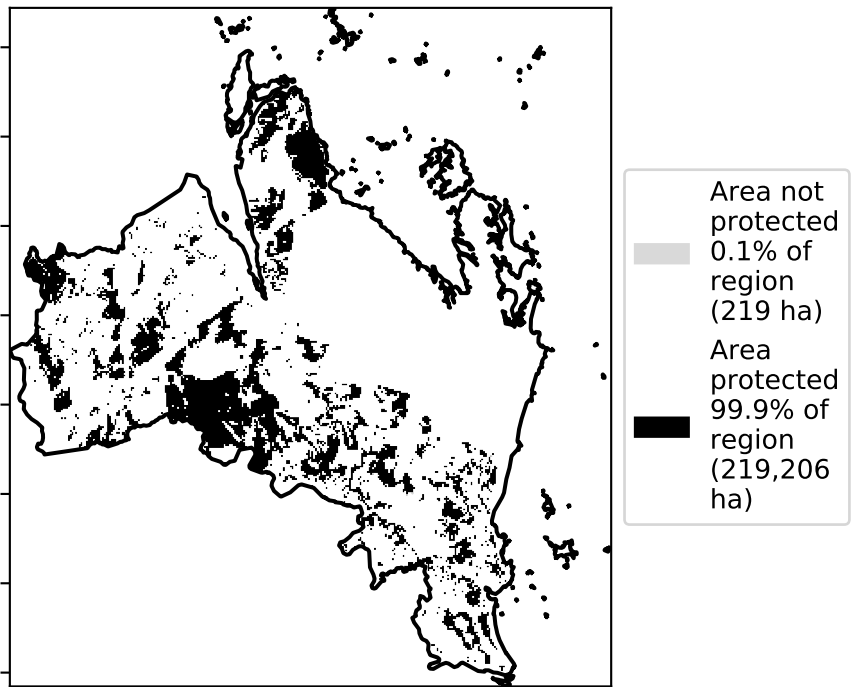 Area not
protected
0.1% of
region
(219 ha)
Area
protected
99.9% of
region
(219,206
ha)